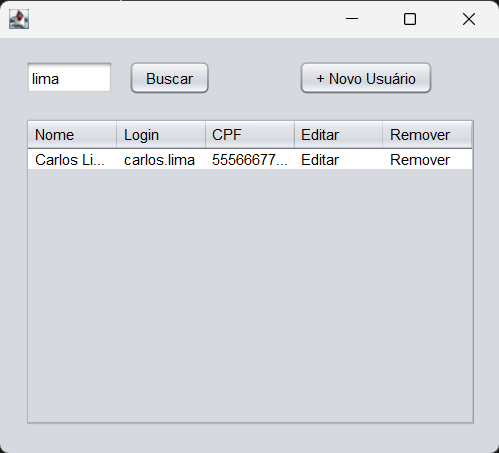 lima Buscar + Novo Usuário
Nome Login CPF Editar Remover
Carlos Li... carlos.lima 55566677... Editar Remover